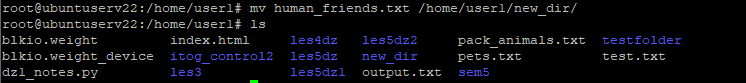 root@ubuntuserv22:/home/user1# mv human_friends.txt /home/user1/new_dir/
root@ubuntuserv22:/home/user1# ls
blkio.weight index.html les4dz les5dz2 pack_animals.txt testfolder
blkio.weight_device itog_control2 les5dz new_dir pets.txt test.txt
dz1_notes.py les3 les5dz1 output.txt sem5